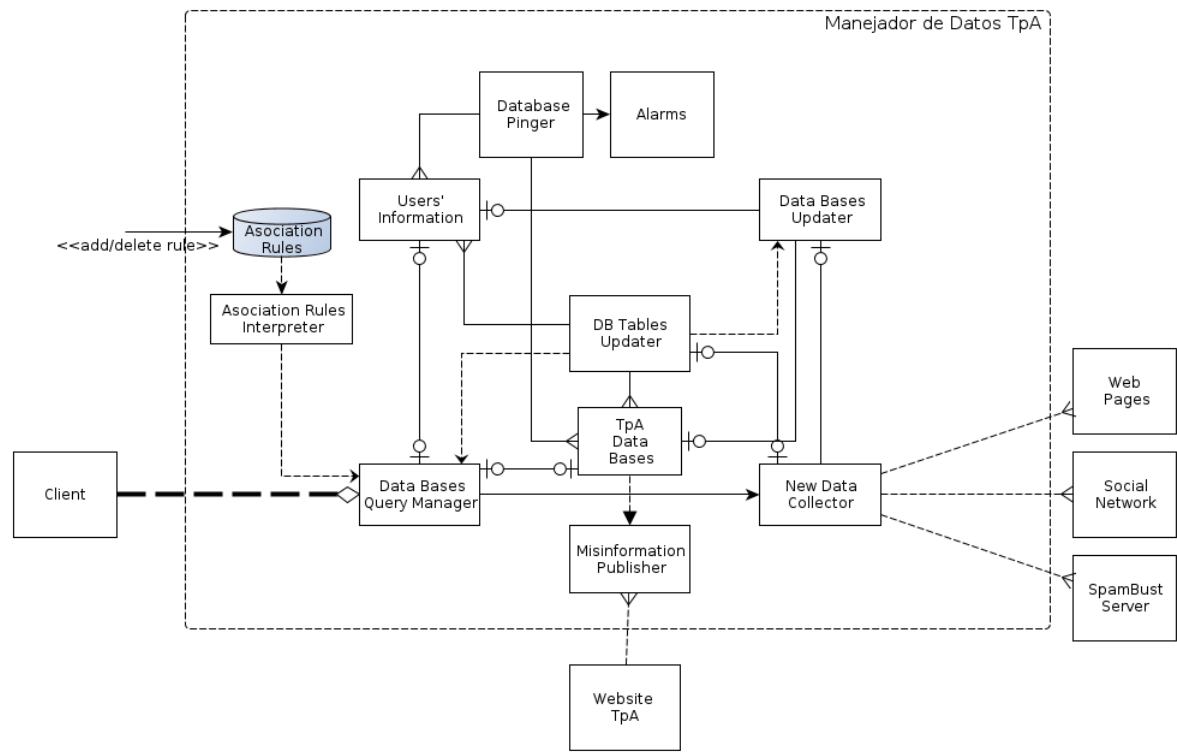 Manejador de Datos TpA
Database
Pinger
Alarms
Users'
Information
Data Bases
Updater
Asociation
Rules
<<add/delete rule>>
Asociation Rules
Interpreter
DB Tables
Updater
Web
Pages
TpA
Data
Bases
Client
Data Bases
Query Manager
New Data
Collector
Social
Network
Misinformation
Publisher
SpamBust
Server
Website
TpA